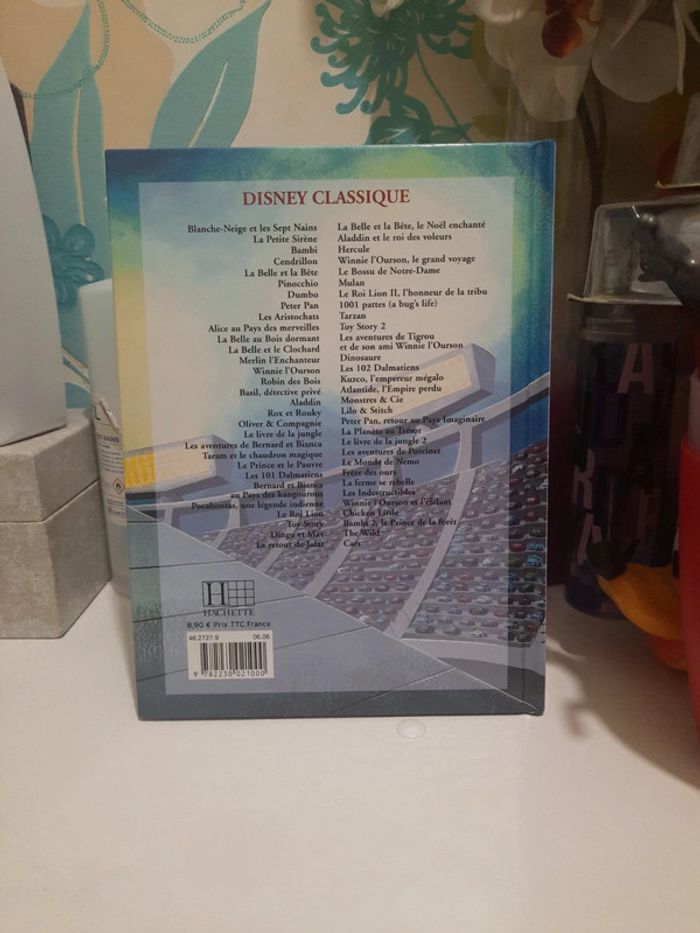 DISNEY CLASSIQUE
Blanche-Neige et les Sept Nains
La Petite Sirène
Bambi
Cendrillon
La Belle et la Bête
Pinocchio
Dumbo
Peter Pan
Les Aristochats
Alice au Pays des merveilles
La Belle au Bois dormant
La Belle et le Clochard
Merlin l'Enchanteur
Winnie l'Ourson
Robin des Bois
Basil, détective privé
Aladdin
Rox et Rouky
Oliver & Compagnie
Le livre de la jungle
Les aventures de Bernard et Bianca
Taram et le chaudron magique
Le Prince et le Pauvre
Les 101 Dalmatiens
Bernard et Bianca
au Pays des kangourous
Pocahontas, une légende indienne
Le Roi Lion
Toy Story
Dingo et Max
Le retour de Jafar
La Belle et la Bête, le Noël enchanté
Aladdin et le roi des voleurs
Hercule
Winnie l'Ourson, le grand voyage
Le Bossu de Notre-Dame
Mulan
Le Roi Lion II, l'honneur de la tribu
1001 pattes (a bug's life)
Tarzan
Toy Story 2
Les aventures de Tigrou
et de son ami Winnie l'Ourson
Dinosaure
Les 102 Dalmatiens
Kuzco, l'empereur mégalo
Atlantide, l'Empire perdu
Monstres & Cie
Lilo & Stitch
Peter Pan, retour au Pays Imaginaire
La Planète au Trésor
Le livre de la jungle 2
Les aventures de Porcinet
Le Monde de Nemo
Frère des ours
La ferme se rebelle
Les Indestructibles
Winnie l'Ourson et l'éfélant
Chicken Little
Bambi 2, le Prince de la forêt
The Wild
Cars
H
HACHETTE
8,90 € Prix TTC France
46.2727.9 06.06
9 782230 021000